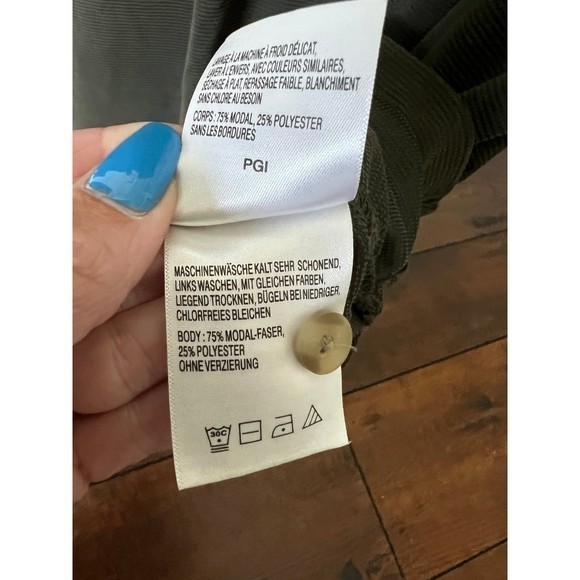 LAVAGE À LA MACHINE À FROID DÉLICAT,
LAVER À L'ENVERS, AVEC COULEURS SIMILAIRES,
SÉCHAGE À PLAT, REPASSAGE FAIBLE, BLANCHIMENT
SANS CHLORE AU BESOIN
CORPS: 75% MODAL, 25% POLYESTER
SANS LES BORDURES
PGI
MASCHINENWÄSCHE KALT SEHR SCHONEND,
LINKS WASCHEN, MIT GLEICHEN FARBEN,
LIEGEND TROCKNEN, BÜGELN BEI NIEDRIGER,
CHLORFREIES BLEICHEN
BODY: 75% MODAL-FASER,
25% POLYESTER
OHNE VERZIERUNG
30C